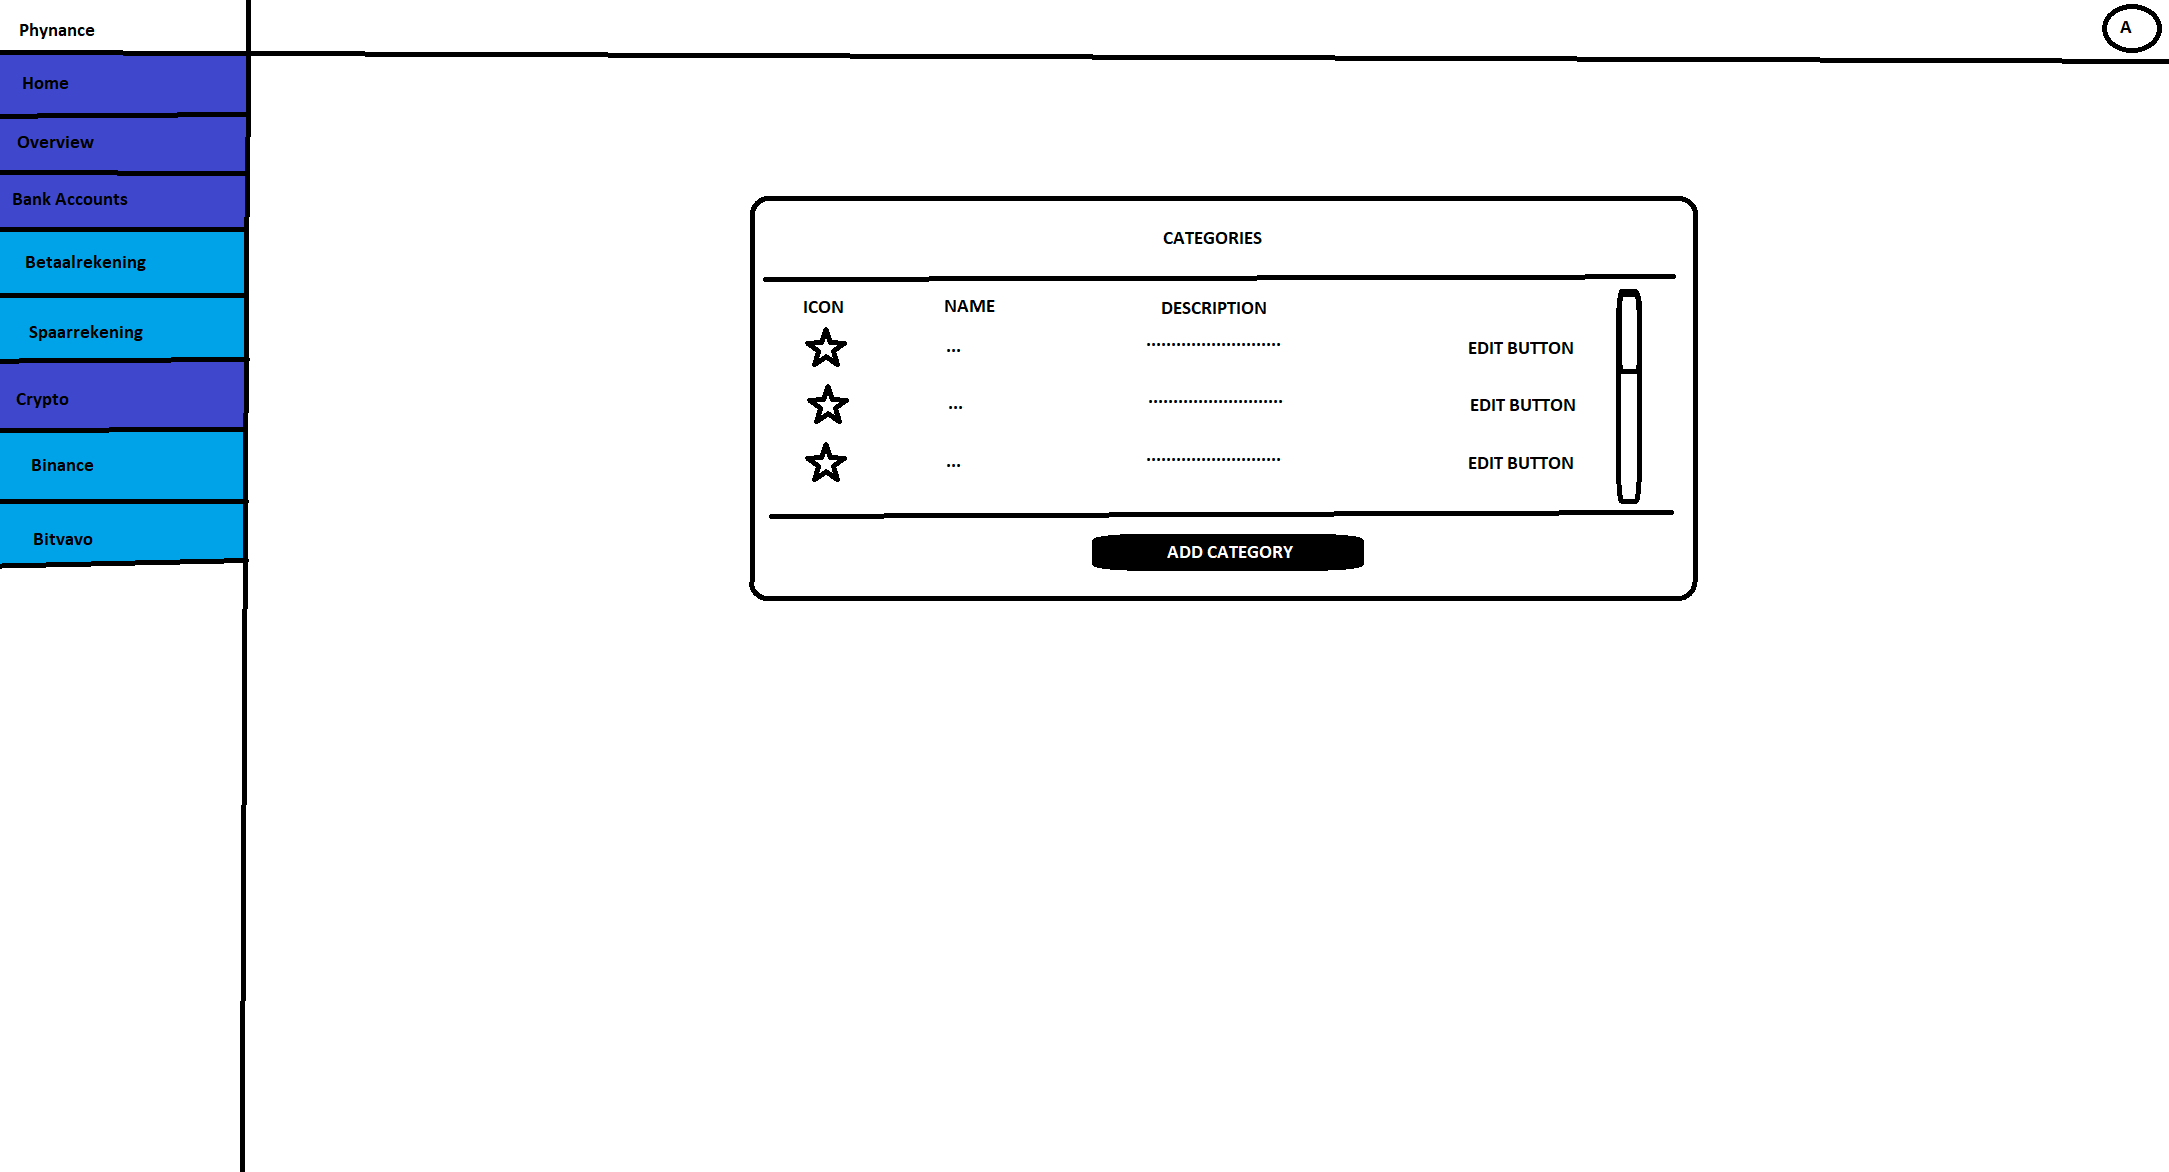 Phynance
A
Home
Overview
Bank Accounts
Betaalrekening
Spaarrekening
Crypto
Binance
Bitvavo
CATEGORIES
ICON NAME DESCRIPTION
... ........................... EDIT BUTTON
... ........................... EDIT BUTTON
... ........................... EDIT BUTTON
ADD CATEGORY